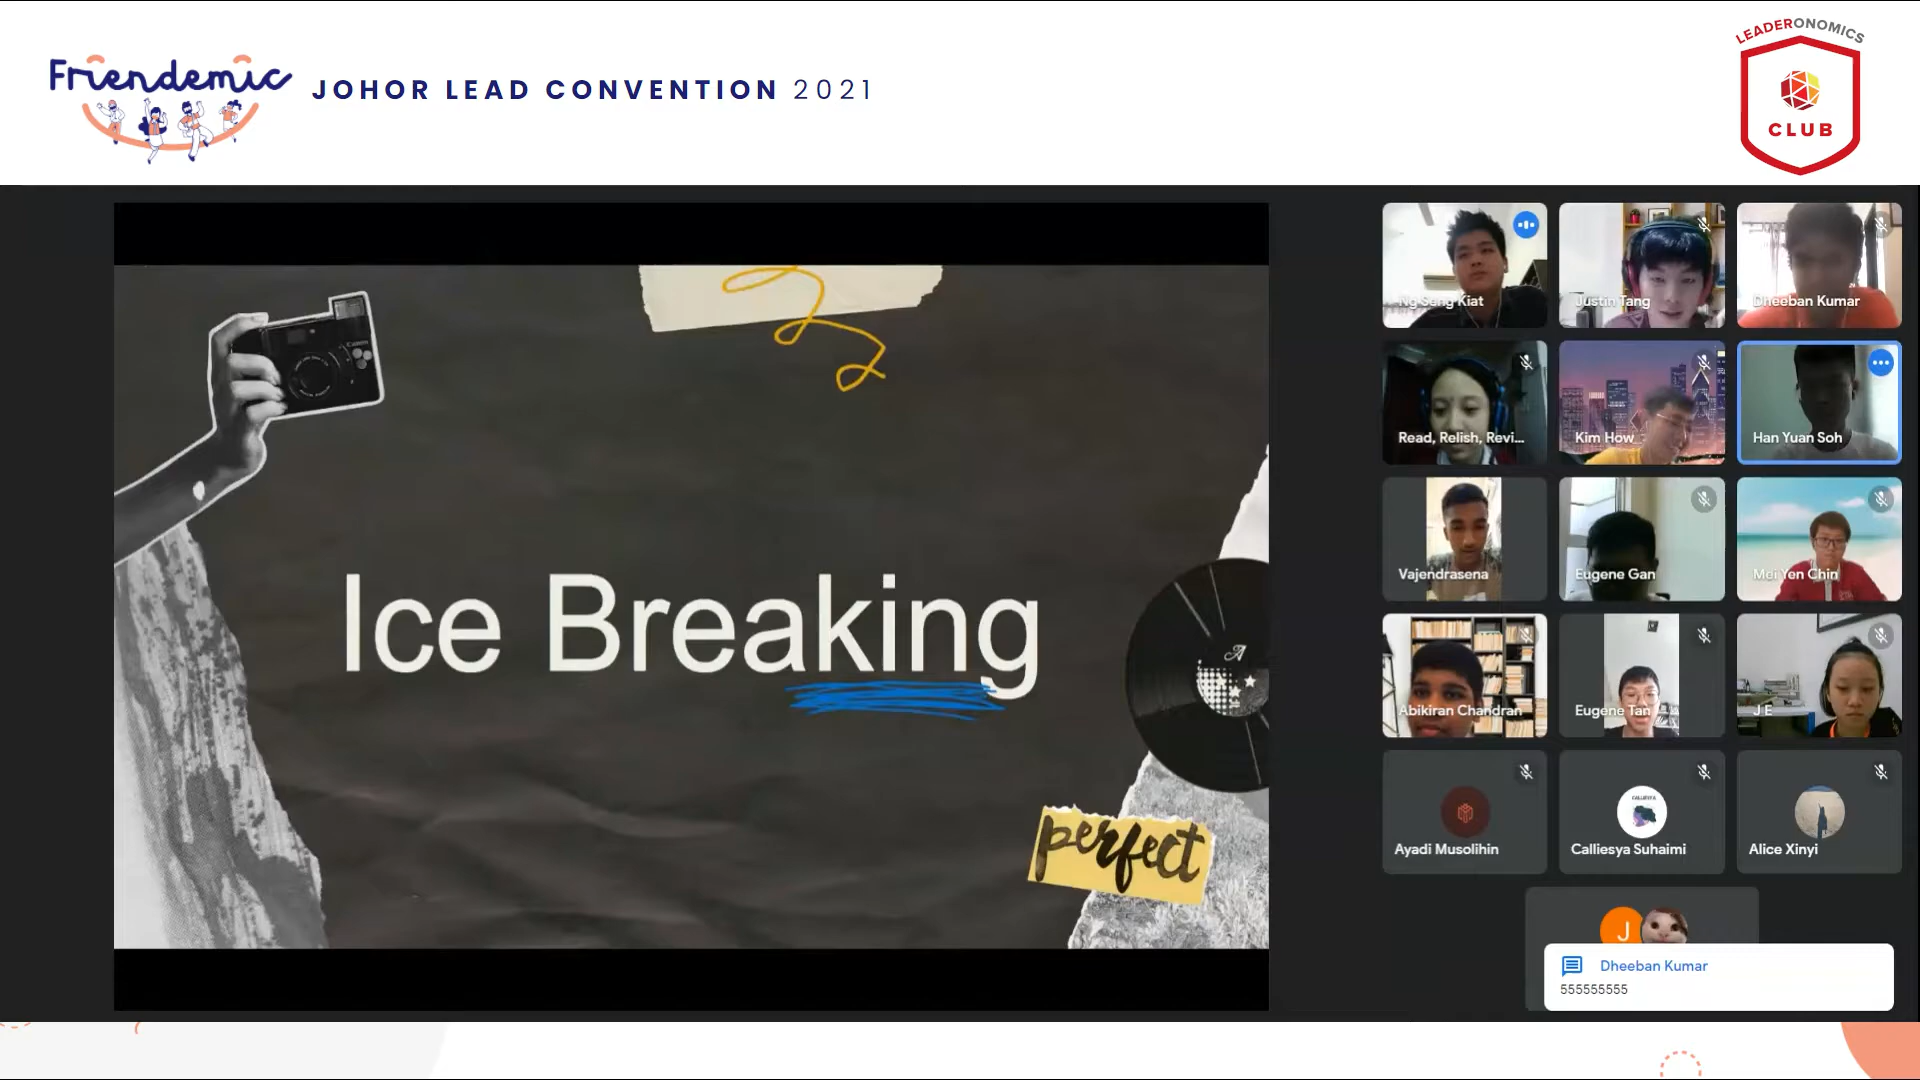 Friendemic
JOHOR LEAD CONVENTION 2021
LEADERONOMICS
CLUB
Ice Breaking
perfect
Ng Seng Kiat
Justin Tang
Dheeban Kumar
Read, Relish, Revi...
Kim How
Han Yuan Soh
Vajendrasena
Eugene Gan
Mei Yen Chin
Abikiran Chandran
Eugene Tan
J E
Ayadi Musolihin
Calliesya Suhaimi
Alice Xinyi
J
Dheeban Kumar
555555555